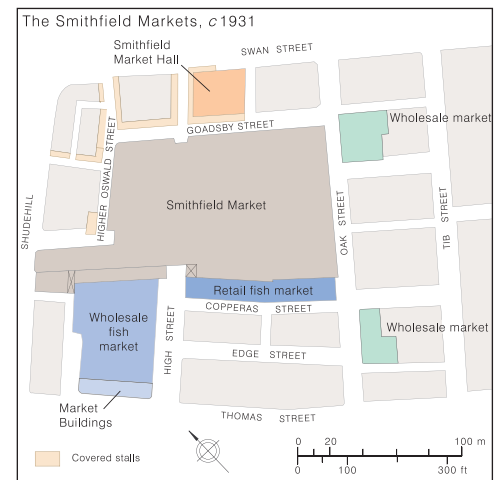 The Smithfield Markets, c1931
Smithfield
Market Hall
SWAN STREET
GOADSBY STREET
Wholesale market
HIGHER OSWALD STREET
SHUDEHILL
Smithfield Market
OAK STREET
TIB STREET
Retail fish market
COPPERAS STREET
Wholesale
fish
market
HIGH STREET
Wholesale market
EDGE STREET
Market
Buildings
THOMAS STREET
Covered stalls
0 20 100 m
0 100 300 ft